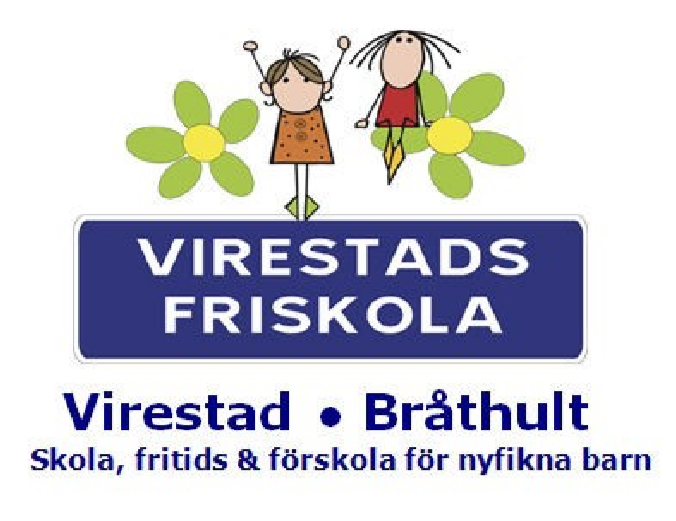 VIRESTADS
FRISKOLA
Virestad • Bråthult
Skola, fritids & förskola för nyfikna barn